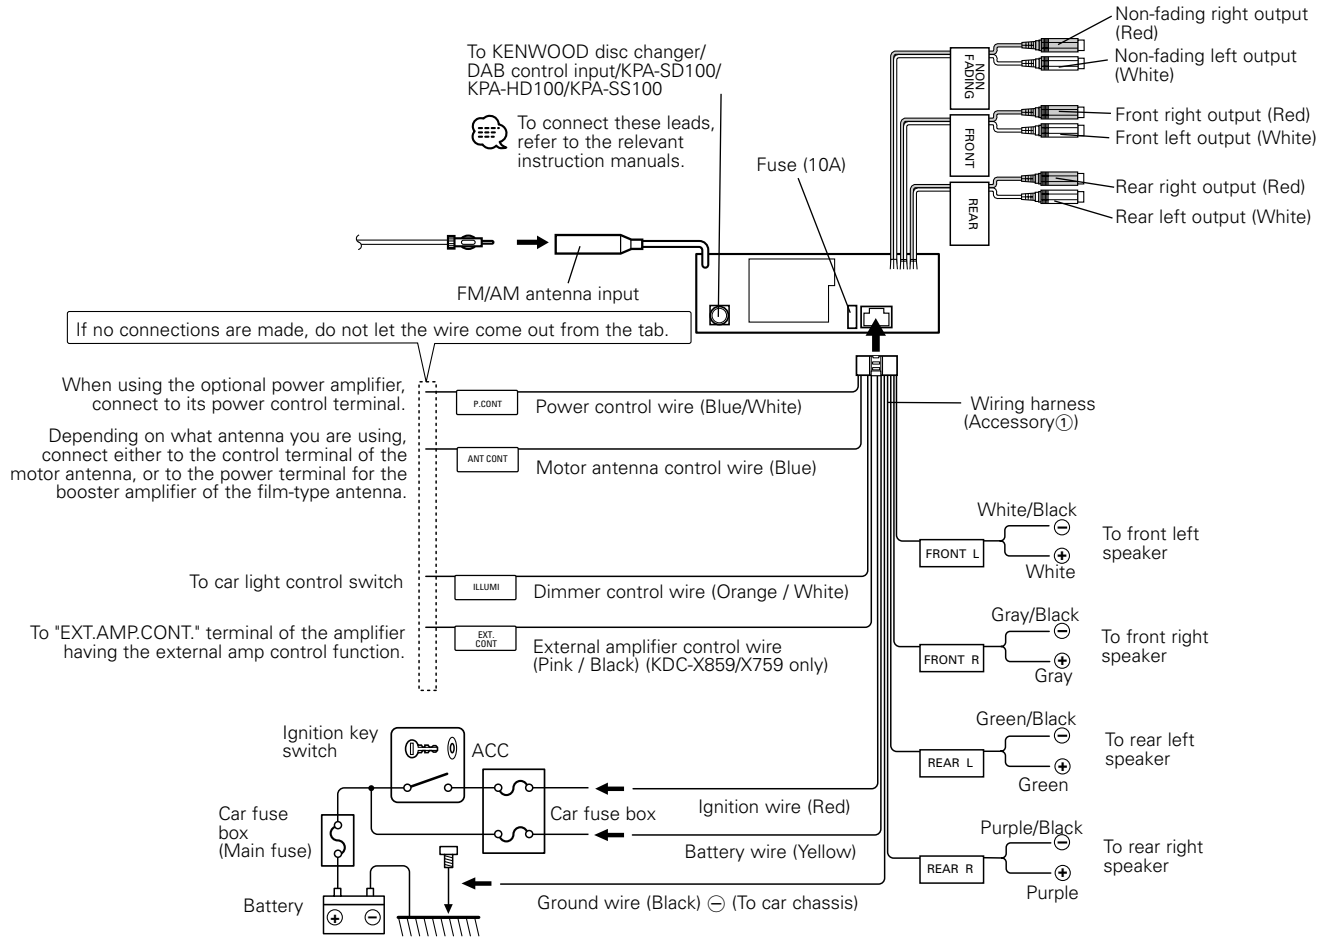 Non-fading right output
(Red)
Non-fading left output
(White)
To KENWOOD disc changer/
DAB control input/KPA-SD100/
KPA-HD100/KPA-SS100
NON
FADING
To connect these leads,
refer to the relevant
instruction manuals.
Front right output (Red)
Front left output (White)
FRONT
Fuse (10A)
Rear right output (Red)
Rear left output (White)
REAR
FM/AM antenna input
If no connections are made, do not let the wire come out from the tab.
When using the optional power amplifier,
connect to its power control terminal.
P.CONT
Power control wire (Blue/White)
Wiring harness
(Accessory①)
Depending on what antenna you are using,
connect either to the control terminal of the
motor antenna, or to the power terminal for the
booster amplifier of the film-type antenna.
ANT CONT
Motor antenna control wire (Blue)
White/Black
⊖
FRONT L
⊕
White
To front left
speaker
To car light control switch
ILLUMI
Dimmer control wire (Orange / White)
To "EXT.AMP.CONT." terminal of the amplifier
having the external amp control function.
EXT.
CONT
External amplifier control wire
(Pink / Black) (KDC-X859/X759 only)
Gray/Black
⊖
FRONT R
⊕
Gray
To front right
speaker
Green/Black
⊖
REAR L
⊕
Green
To rear left
speaker
Ignition key
switch
ACC
Car fuse box
Ignition wire (Red)
Car fuse
box
(Main fuse)
Battery wire (Yellow)
Purple/Black
⊖
REAR R
⊕
Purple
To rear right
speaker
Battery
⊕ ⊖
Ground wire (Black) ⊖ (To car chassis)